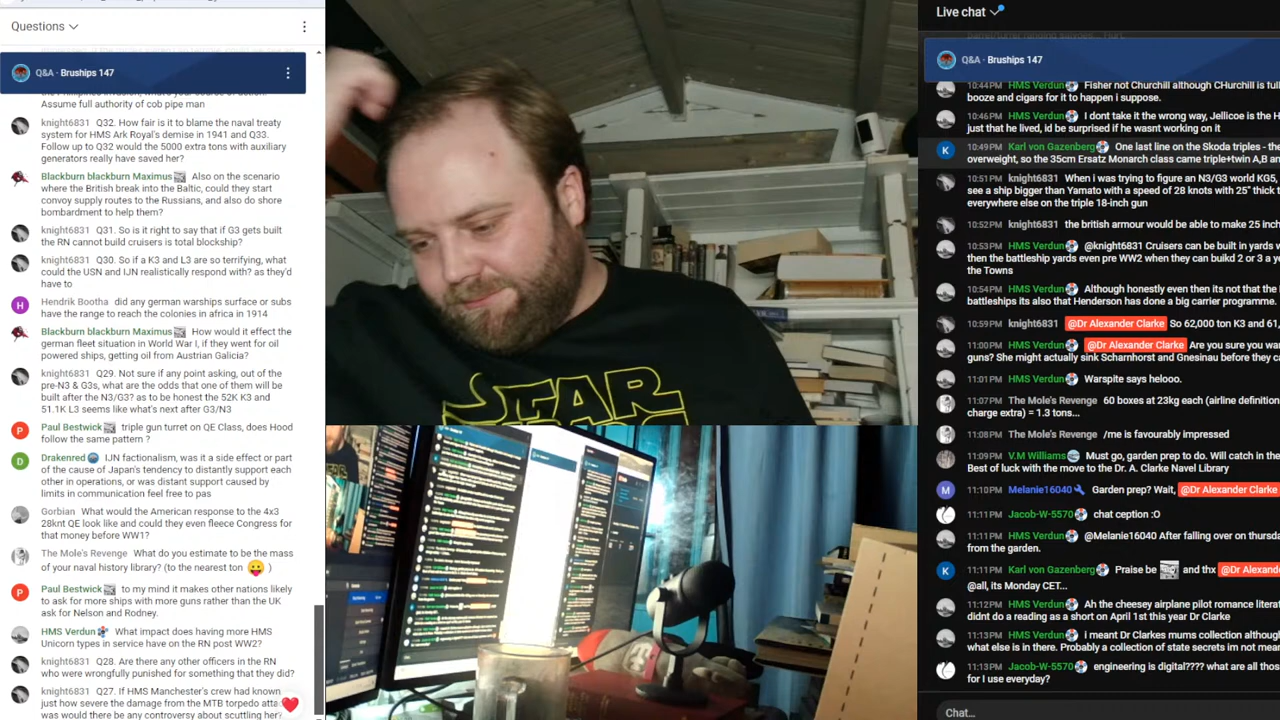 Questions
Q&A · Bruships 147
Assume full authority of cob pipe man
knight6831 Q32. How fair is it to blame the naval treaty
system for HMS Ark Royal's demise in 1941 and Q33.
Follow up to Q32 would the 5000 extra tons with auxiliary
generators really have saved her?
Blackburn blackburn Maximus Also on the scenario
where the British break into the Baltic, could they start
convoy supply routes to the Russians, and also do shore
bombardment to help them?
knight6831 Q31. So is it right to say that if G3 gets built
the RN cannot build cruisers is total blockship?
knight6831 Q30. So if a K3 and L3 are so terrifying, what
could the USN and IJN realistically respond with? as they'd
have to
Hendrik Bootha did any german warships surface or subs
have the range to reach the colonies in africa in 1914
Blackburn blackburn Maximus How would it effect the
german fleet situation in World War I, if they went for oil
powered ships, getting oil from Austrian Galicia?
knight6831 Q29. Not sure if any point asking, out of the
pre-N3 & G3s, what are the odds that one of them will be
built after the N3/G3? as to be honest the 52K K3 and
51.1K L3 seems like what's next after G3/N3
Paul Bestwick triple gun turret on QE Class, does Hood
follow the same pattern ?
Drakenred IJN factionalism, was it a side effect or part
of the cause of Japan's tendency to distantly support each
other in operations, or was distant support caused by
limits in communication feel free to pas
Gorbian What would the American response to the 4x3
28knt QE look like and could they even fleece Congress for
that money before WW1?
The Mole's Revenge What do you estimate to be the mass
of your naval history library? (to the nearest ton 😛 )
Paul Bestwick to my mind it makes other nations likely
to ask for more ships with more guns rather than the UK
ask for Nelson and Rodney.
HMS Verdun What impact does having more HMS
Unicorn types in service have on the RN post WW2?
knight6831 Q28. Are there any other officers in the RN
who were wrongfully punished for something that they did?
knight6831 Q27. If HMS Manchester's crew had known
just how severe the damage from the MTB torpedo atta
was would there be any controversy about scuttling her?
STAR
Live chat
Q&A · Bruships 147
10:44PM HMS Verdun Fisher not Churchill although CHurchill is full
booze and cigars for it to happen i suppose.
10:46PM HMS Verdun I dont take it the wrong way, Jellicoe is the H
just that he lived, id be surprised if he wasnt working on it
10:49PM Karl von Gazenberg One last line on the Skoda triples - the
overweight, so the 35cm Ersatz Monarch class came triple+twin A,B an
10:51PM knight6831 When i was trying to figure an N3/G3 world KG5,
see a ship bigger than Yamato with a speed of 28 knots with 25" thick t
everywhere else on the triple 18-inch gun
10:52PM knight6831 the british armour would be able to make 25 inch
10:53PM HMS Verdun @knight6831 Cruisers can be built in yards w
then the battleship yards even pre WW2 when they can buikd 2 or 3 a ye
the Towns
10:54PM HMS Verdun Although honestly even then its not that the
battleships its also that Henderson has done a big carrier programme.
10:59PM knight6831 @Dr Alexander Clarke So 62,000 ton K3 and 61,
11:00PM HMS Verdun @Dr Alexander Clarke Are you sure you wan
guns? She might actually sink Scharnhorst and Gnesinau before they ca
11:01PM HMS Verdun Warspite says helooo.
11:07PM The Mole's Revenge 60 boxes at 23kg each (airline definition
charge extra) = 1.3 tons...
11:08PM The Mole's Revenge /me is favourably impressed
11:09PM V.M Williams Must go, garden prep to do. Will catch in the
Best of luck with the move to the Dr. A. Clarke Navel Library
11:10PM Melanie16040 Garden prep? Wait, @Dr Alexander Clarke
11:11PM Jacob-W-5570 chat ception :O
11:11PM HMS Verdun @Melanie16040 After falling over on thursda
from the garden.
11:11PM Karl von Gazenberg Praise be and thx @Dr Alexander Clarke
@all, its Monday CET...
11:12PM HMS Verdun Ah the cheesey airplane pilot romance litera
didnt do a reading as a short on April 1st this year Dr Clarke
11:13PM HMS Verdun i meant Dr Clarkes mums collection althoug
what else is in there. Probably a collection of state secrets im not mean
11:13PM Jacob-W-5570 engineering is digital???? what are all thos
for I use everyday?
Chat...